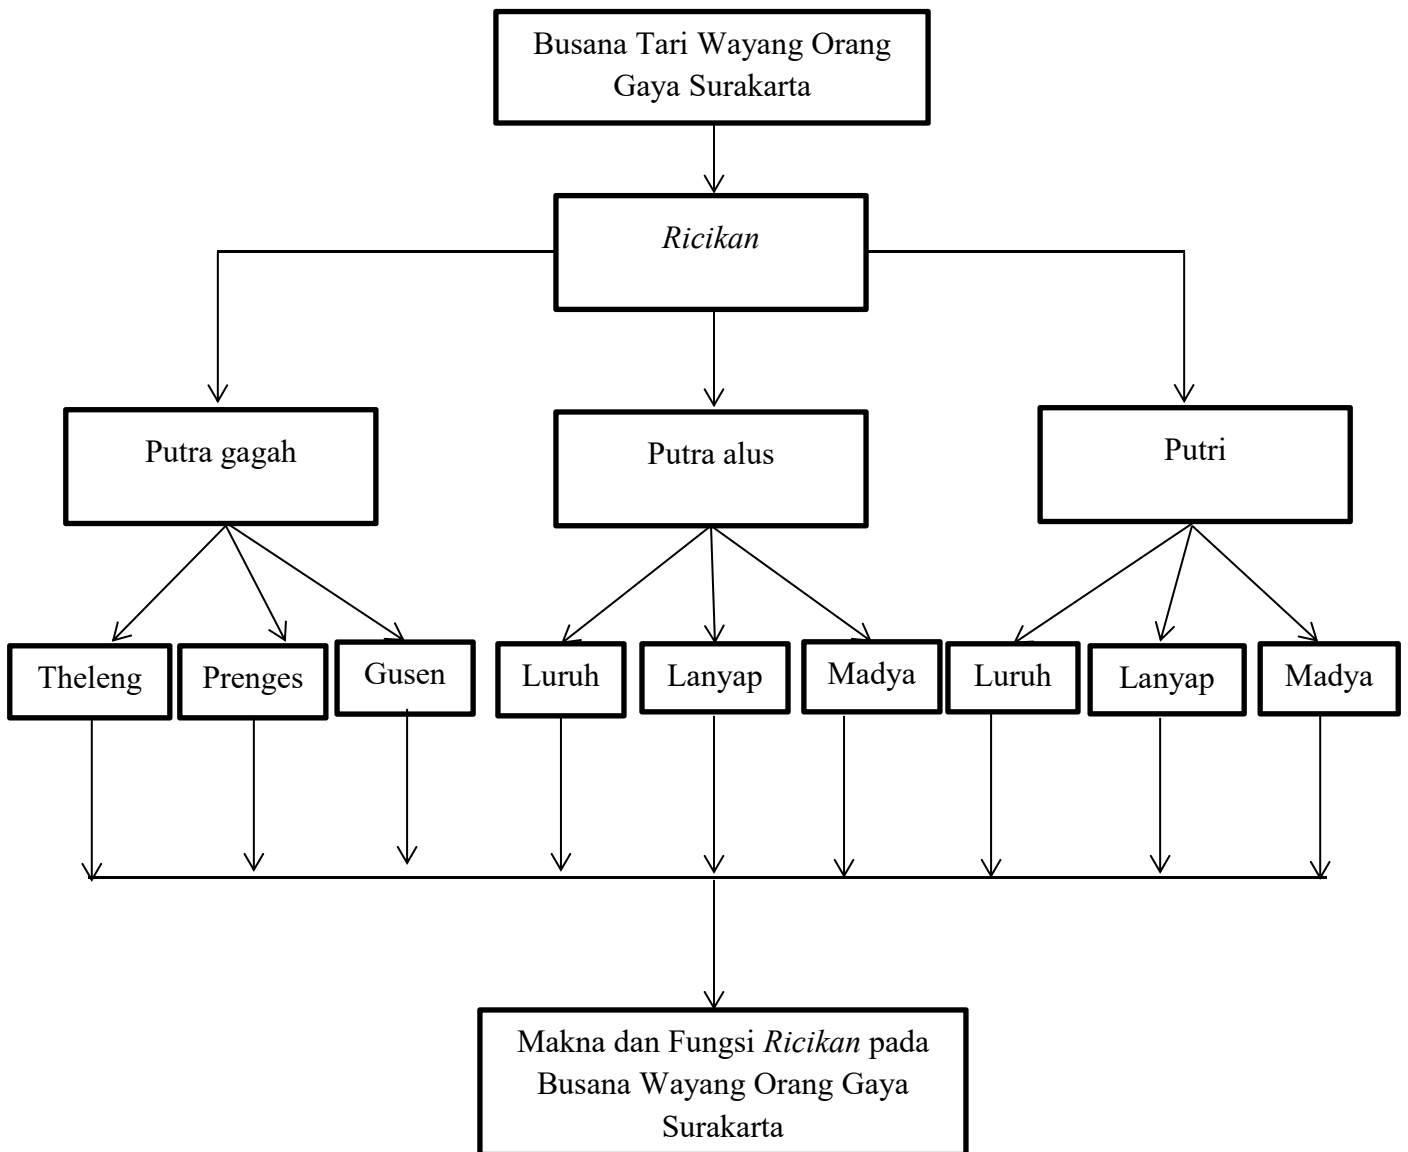 Busana Tari Wayang Orang
Gaya Surakarta
Ricikan
Putra gagah
Putra alus
Putri
Theleng
Prenges
Gusen
Luruh
Lanyap
Madya
Luruh
Lanyap
Madya
Makna dan Fungsi Ricikan pada
Busana Wayang Orang Gaya
Surakarta